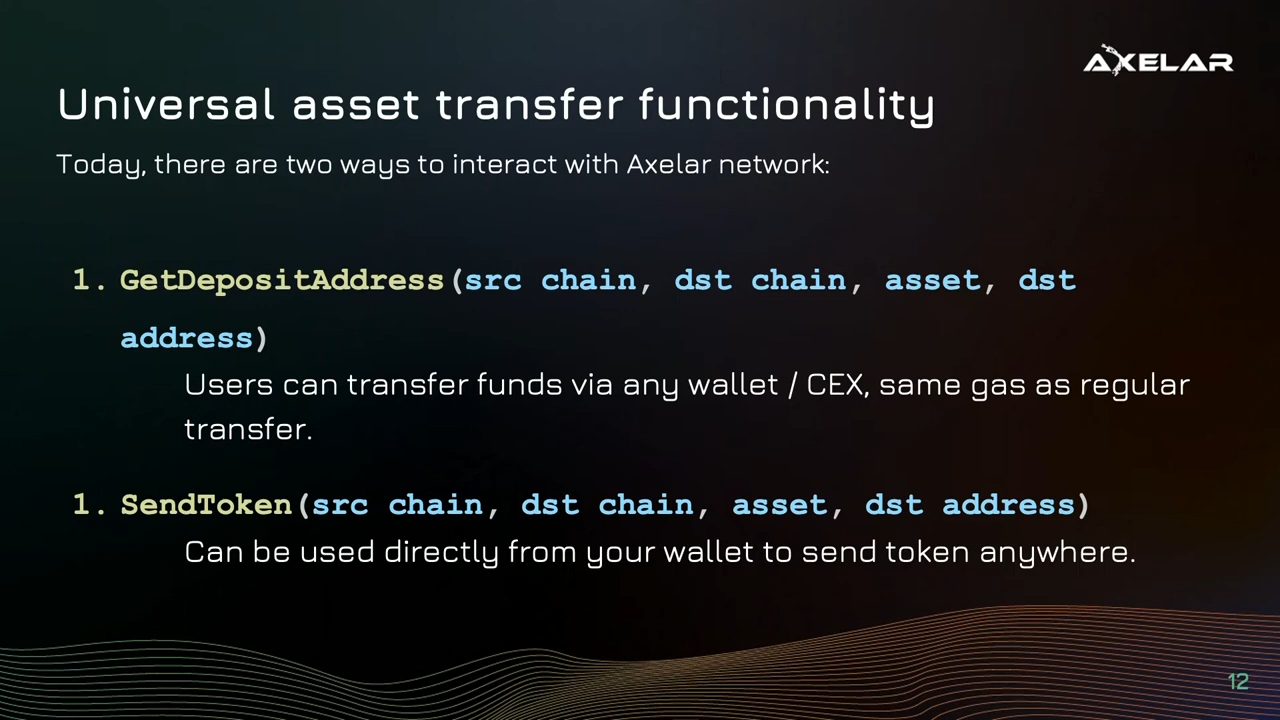 AXELAR
Universal asset transfer functionality
Today, there are two ways to interact with Axelar network:
1. GetDepositAddress(src chain, dst chain, asset, dst
address)
Users can transfer funds via any wallet / CEX, same gas as regular
transfer.
1. SendToken(src chain, dst chain, asset, dst address)
Can be used directly from your wallet to send token anywhere.
12